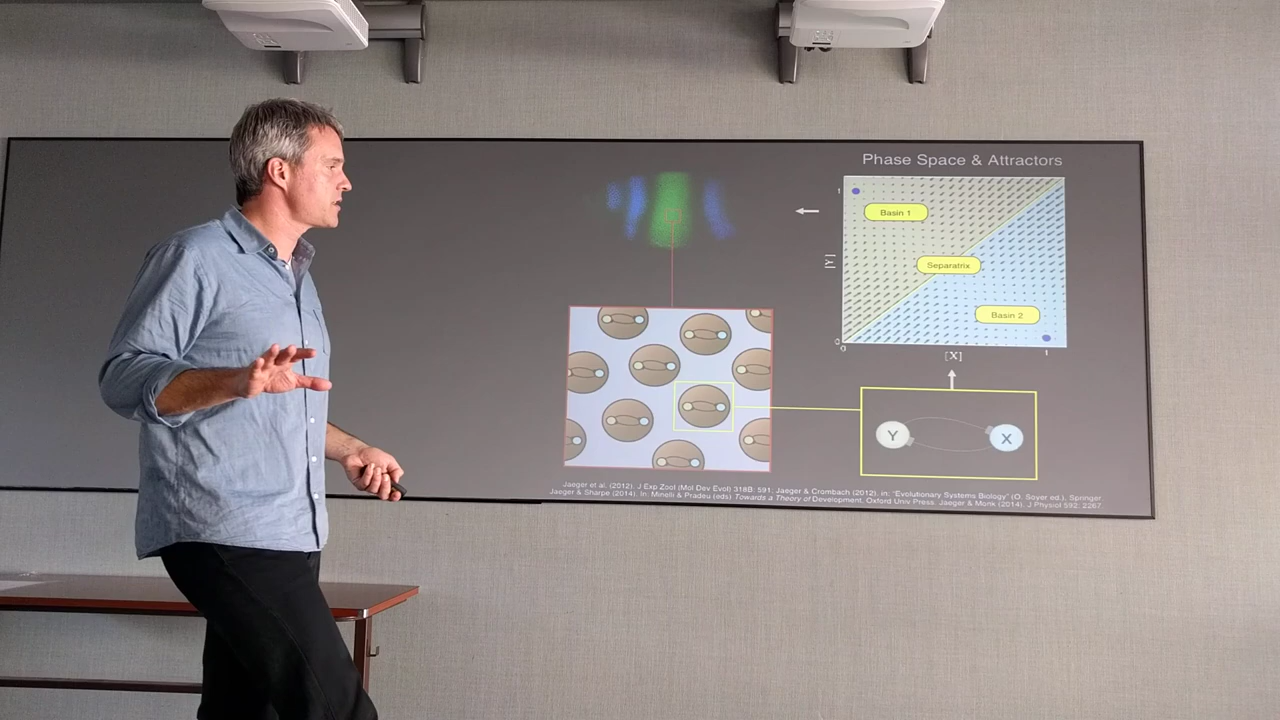 Phase Space & Attractors
1
Basin 1
Separatrix
[Y]
Basin 2
0
0
[X]
1
Y
X
Jaeger et al. (2012). J Exp Zool (Mol Dev Evol) 318B: 591; Jaeger & Crombach (2012). in: "Evolutionary Systems Biology" (O. Soyer ed.), Springer.
Jaeger & Sharpe (2014). In: Minelli & Pradeu (eds) Towards a Theory of Development, Oxford Univ Press. Jaeger & Monk (2014). J Physiol 592: 2267.